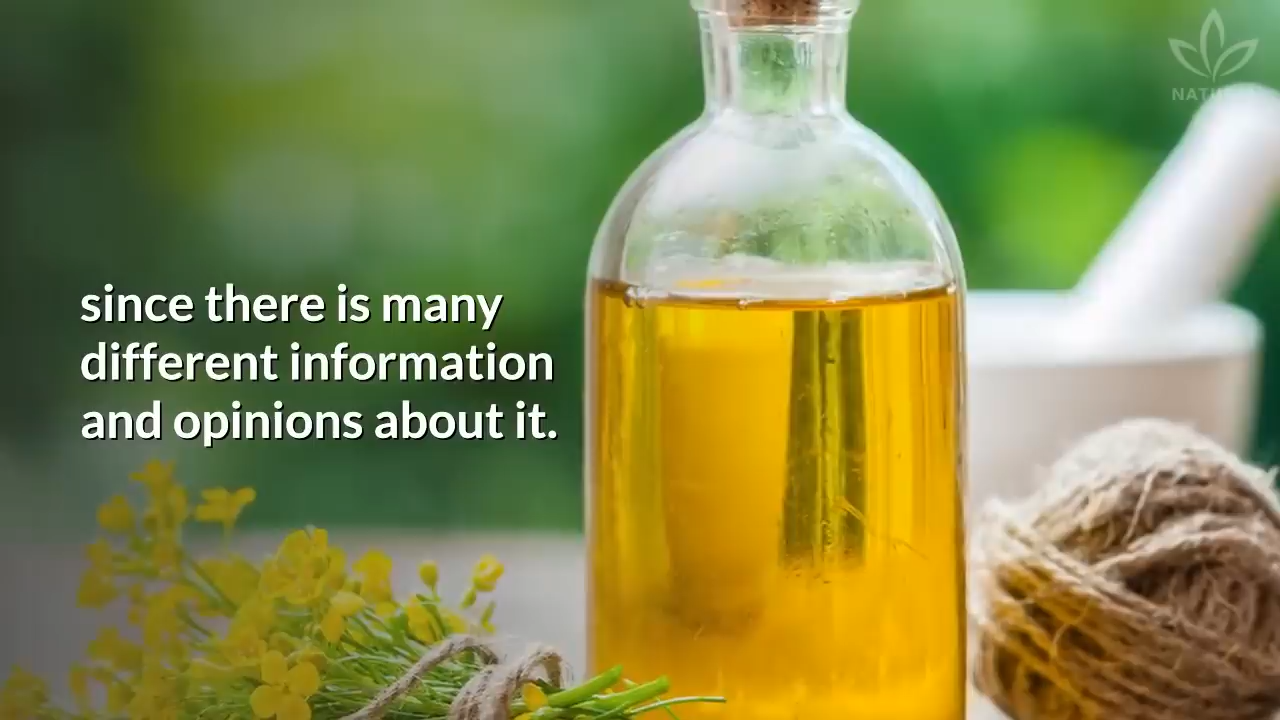 since there is many
different information
and opinions about it.